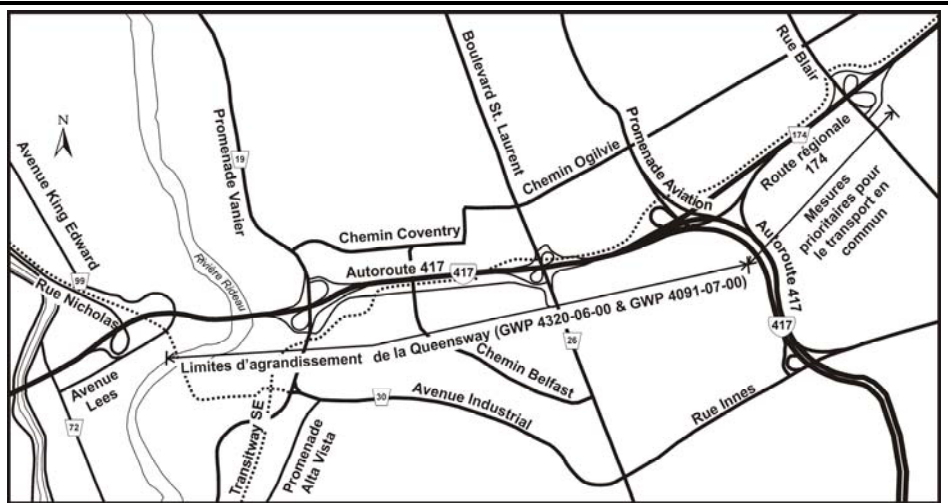 N
Avenue King Edward
99
Rue Nicholas
Avenue
Lees
72
Rivière Rideau
Promenade Vanier
19
Chemin Coventry
Autoroute 417
417
Boulevard St. Laurent
Chemin Ogilvie
Promenade Aviation
Rue Blair
174
Route régionale
174
Mesures
prioritaires pour
le transport en
commun
Autoroute 417
417
Limites d'agrandissement de la Queensway (GWP 4320-06-00 & GWP 4091-07-00)
26
Chemin Belfast
30
Avenue Industrial
Rue Innes
Transitway SE
Promenade
Alta Vista